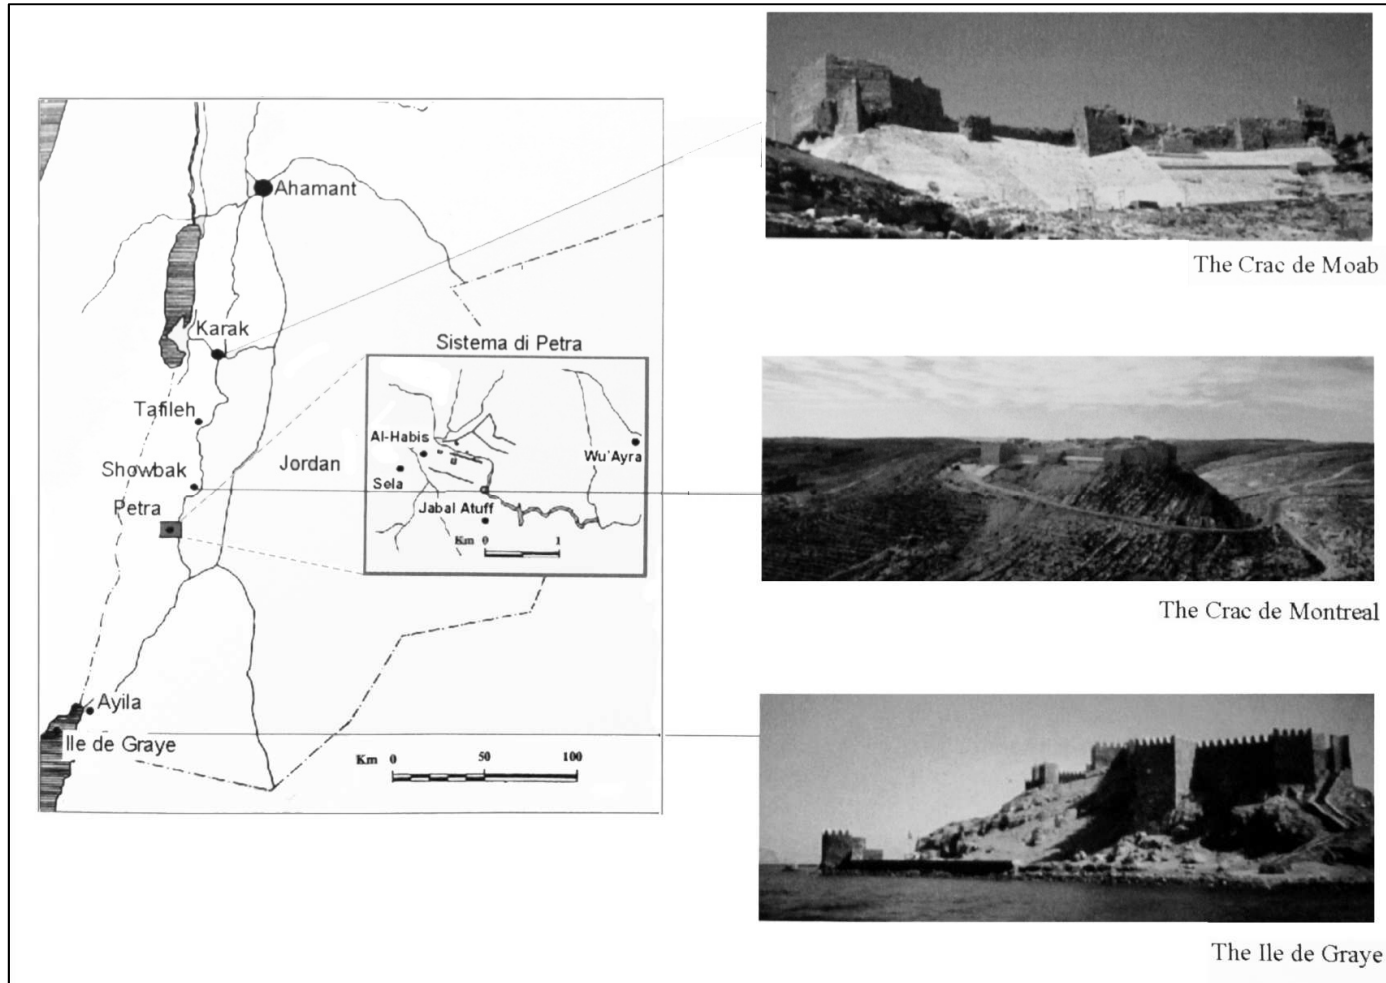 Ahamant
The Crac de Moab
Karak
Sistema di Petra
Tafileh
Al-Habis
Wu'Ayra
Showbak
Jordan
Sela
Petra
Jabal Atuff
Km 0 1
The Crac de Montreal
Ayila
Ile de Graye
Km 0 50 100
The Ile de Graye